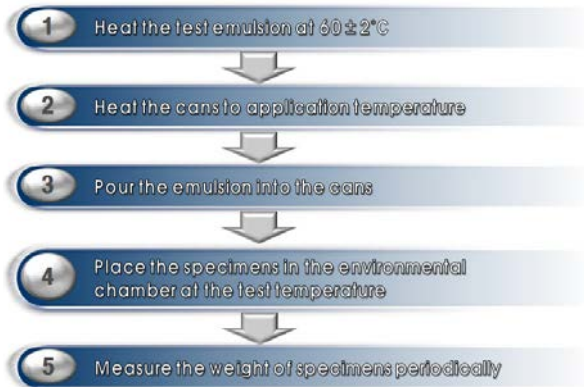 1 Heat the test emulsion at 60 ± 2°C
2 Heat the cans to application temperature
3 Pour the emulsion into the cans
4 Place the specimens in the environmental
chamber at the test temperature
5 Measure the weight of specimens periodically